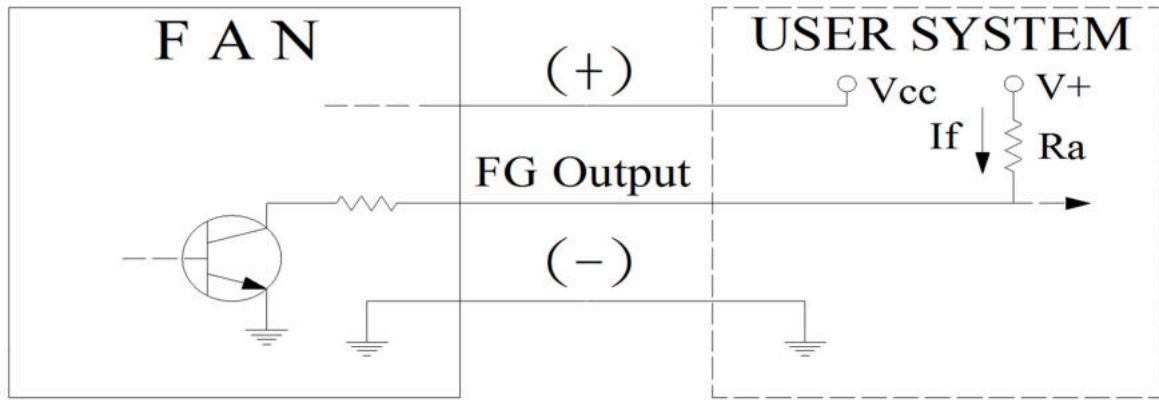 F A N
USER SYSTEM
(+)
Vcc
V+
If
Ra
FG Output
(-)